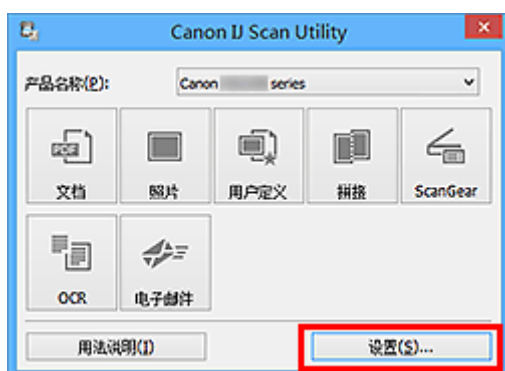 Canon IJ Scan Utility
产品名称(P): Canon series
文档 照片 用户定义 拼接 ScanGear
OCR 电子邮件
用法说明(I) 设置(S)...